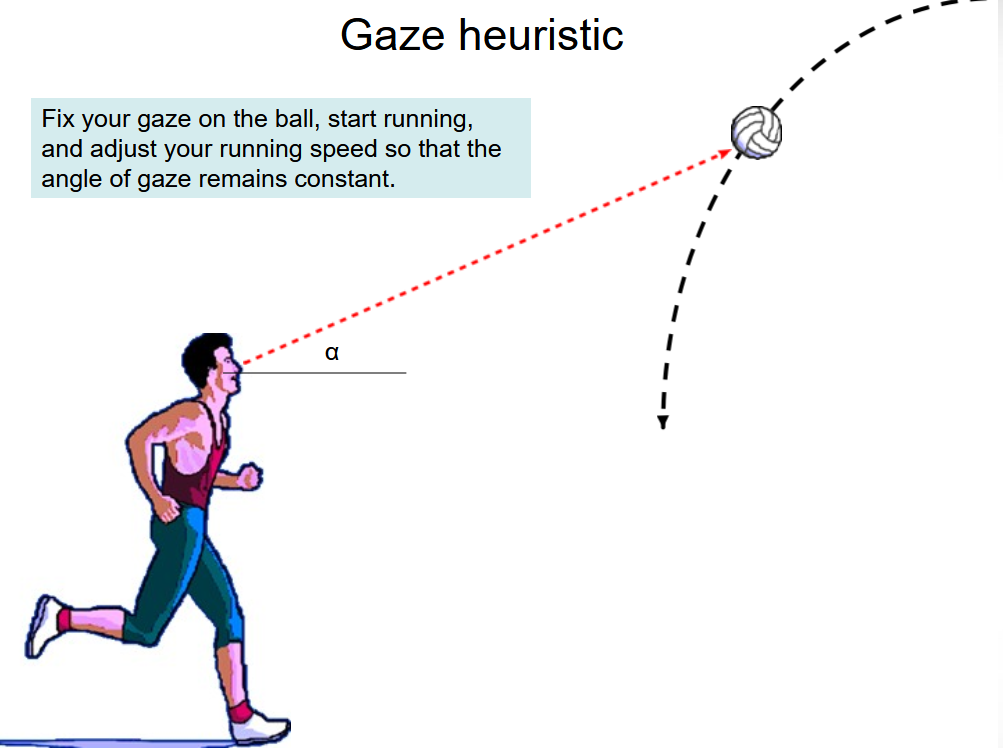 Gaze heuristic
Fix your gaze on the ball, start running,
and adjust your running speed so that the
angle of gaze remains constant.
α